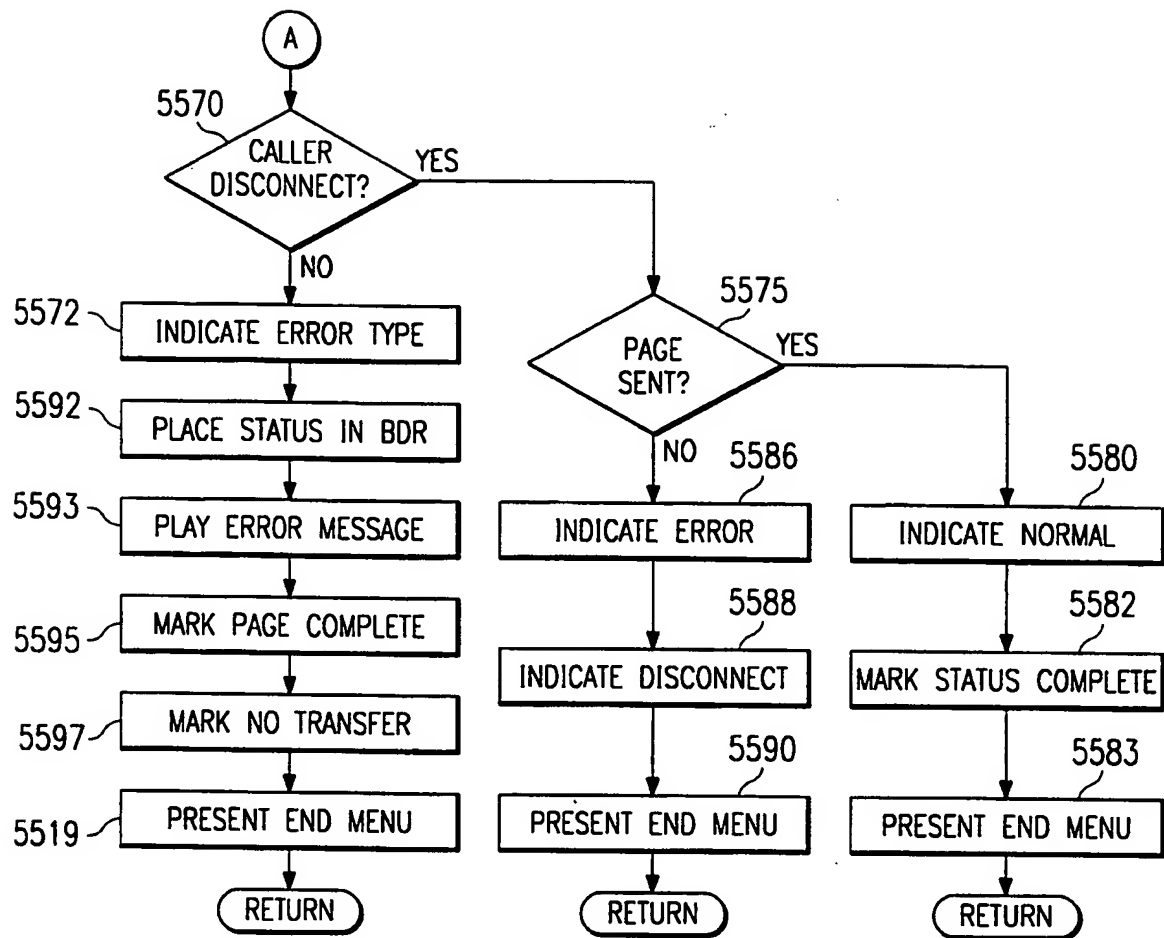 A
5570
CALLER
DISCONNECT?
YES
NO
5572
INDICATE ERROR TYPE
5592
PLACE STATUS IN BDR
5593
PLAY ERROR MESSAGE
5595
MARK PAGE COMPLETE
5597
MARK NO TRANSFER
5519
PRESENT END MENU
RETURN
5575
PAGE
SENT?
YES
NO
5586
INDICATE ERROR
5588
INDICATE DISCONNECT
5590
PRESENT END MENU
RETURN
5580
INDICATE NORMAL
5582
MARK STATUS COMPLETE
5583
PRESENT END MENU
RETURN